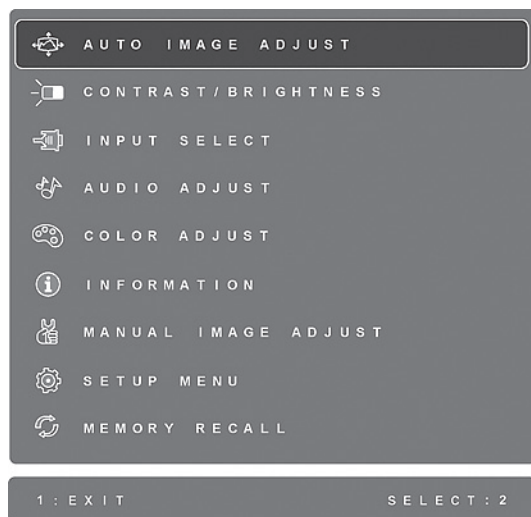 AUTO IMAGE ADJUST
CONTRAST/BRIGHTNESS
INPUT SELECT
AUDIO ADJUST
COLOR ADJUST
INFORMATION
MANUAL IMAGE ADJUST
SETUP MENU
MEMORY RECALL
1:EXIT SELECT:2